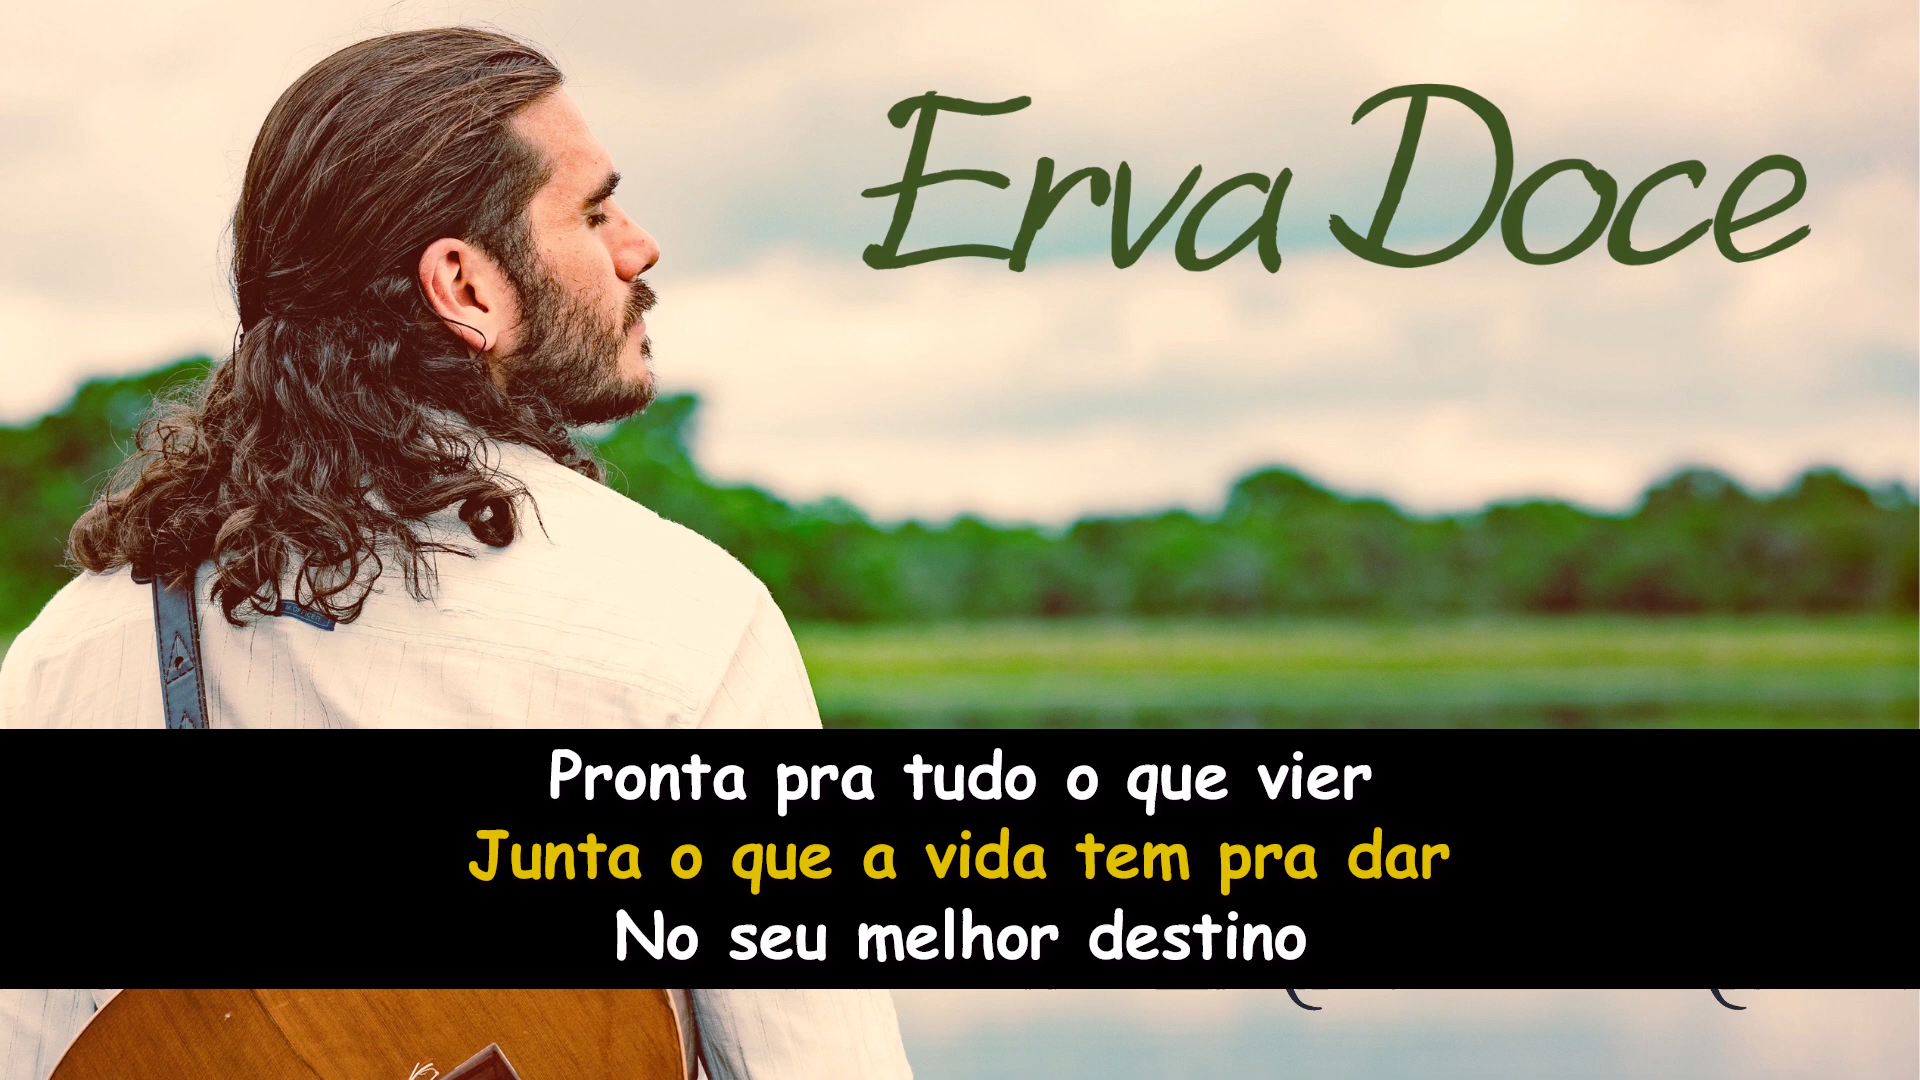 Erva Doce
Pronta pra tudo o que vier
Junta o que a vida tem pra dar
No seu melhor destino